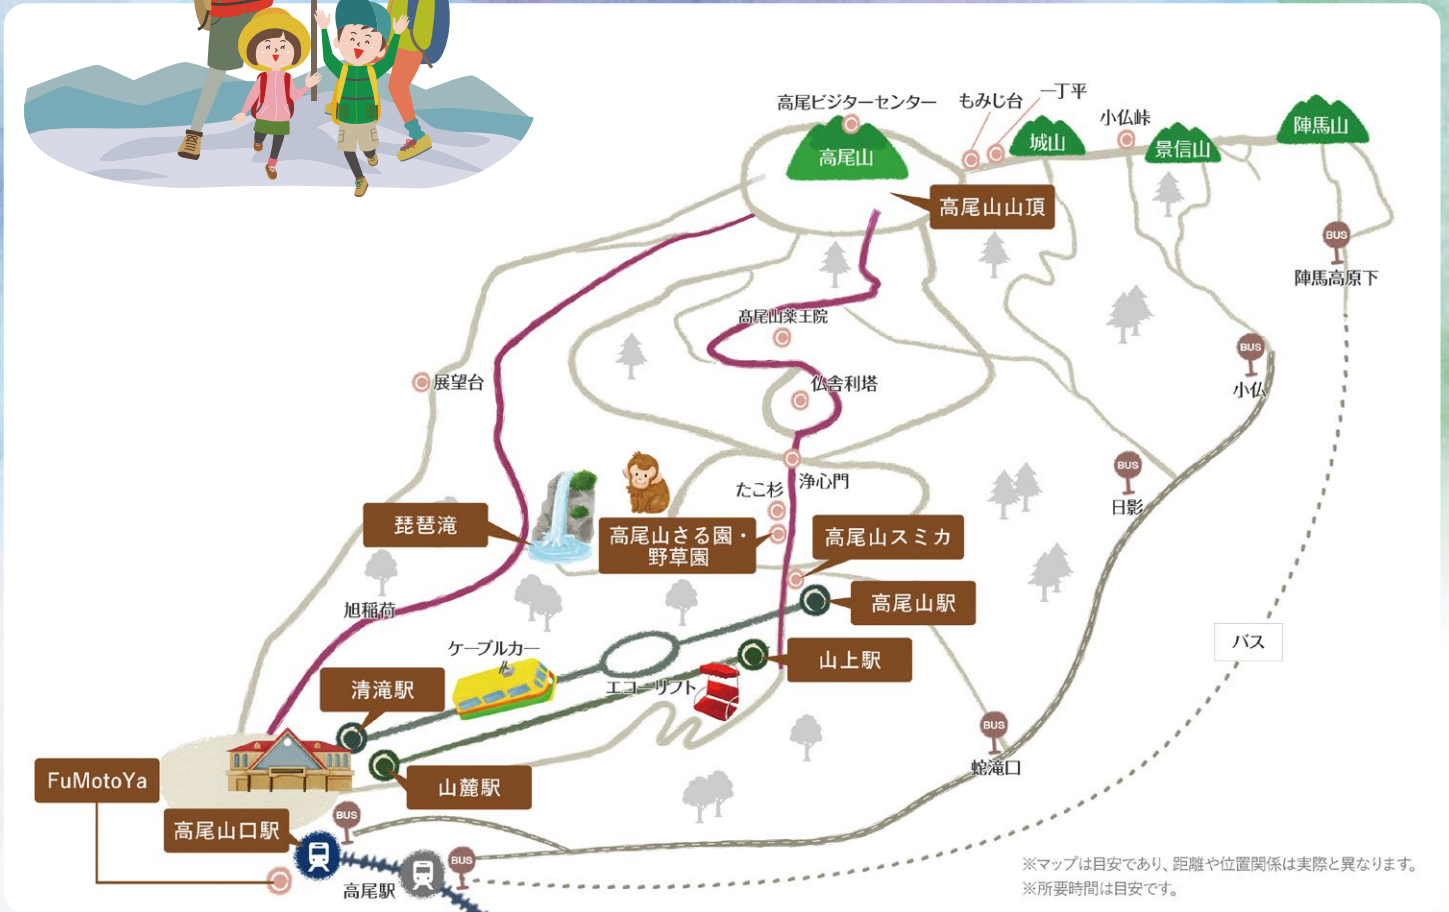 高尾ビジターセンター
もみじ台
一丁平
小仏峠
高尾山
城山
景信山
陣馬山
高尾山山頂
BUS
陣馬高原下
髙尾山薬王院
BUS
小仏
展望台
仏舎利塔
BUS
日影
浄心門
たこ杉
琵琶滝
高尾山さる園・
野草園
高尾山スミカ
高尾山駅
旭稲荷
バス
ケーブルカー
山上駅
エコーリフト
清滝駅
BUS
蛇滝口
FuMotoYa
山麓駅
高尾山口駅
BUS
BUS
高尾駅
※マップは目安であり、距離や位置関係は実際と異なります。
※所要時間は目安です。